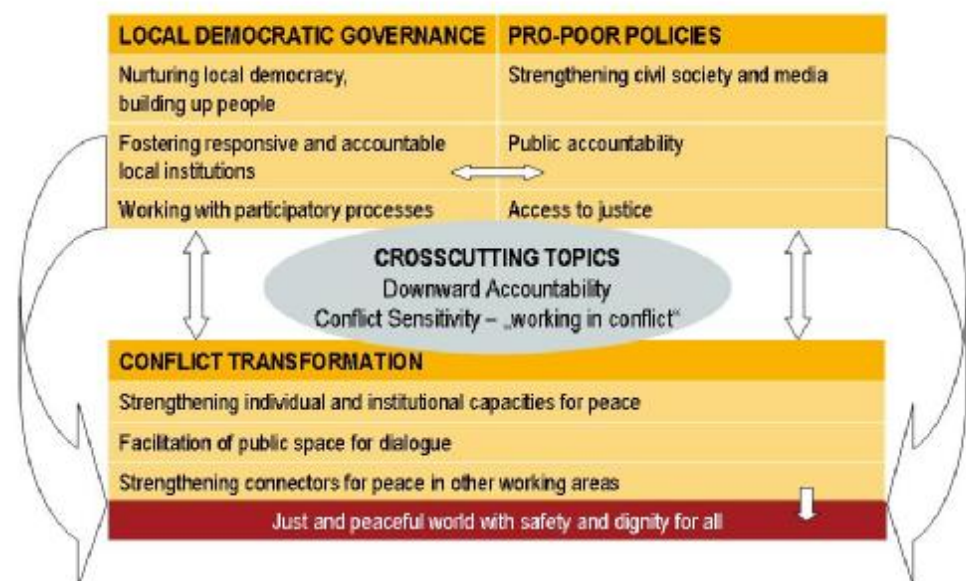 LOCAL DEMOCRATIC GOVERNANCE
Nurturing local democracy,
building up people
Fostering responsive and accountable
local institutions
Working with participatory processes
PRO-POOR POLICIES
Strengthening civil society and media
Public accountability
Access to justice
CROSSCUTTING TOPICS
Downward Accountability
Conflict Sensitivity – „working in conflict“
CONFLICT TRANSFORMATION
Strengthening individual and institutional capacities for peace
Facilitation of public space for dialogue
Strengthening connectors for peace in other working areas
Just and peaceful world with safety and dignity for all